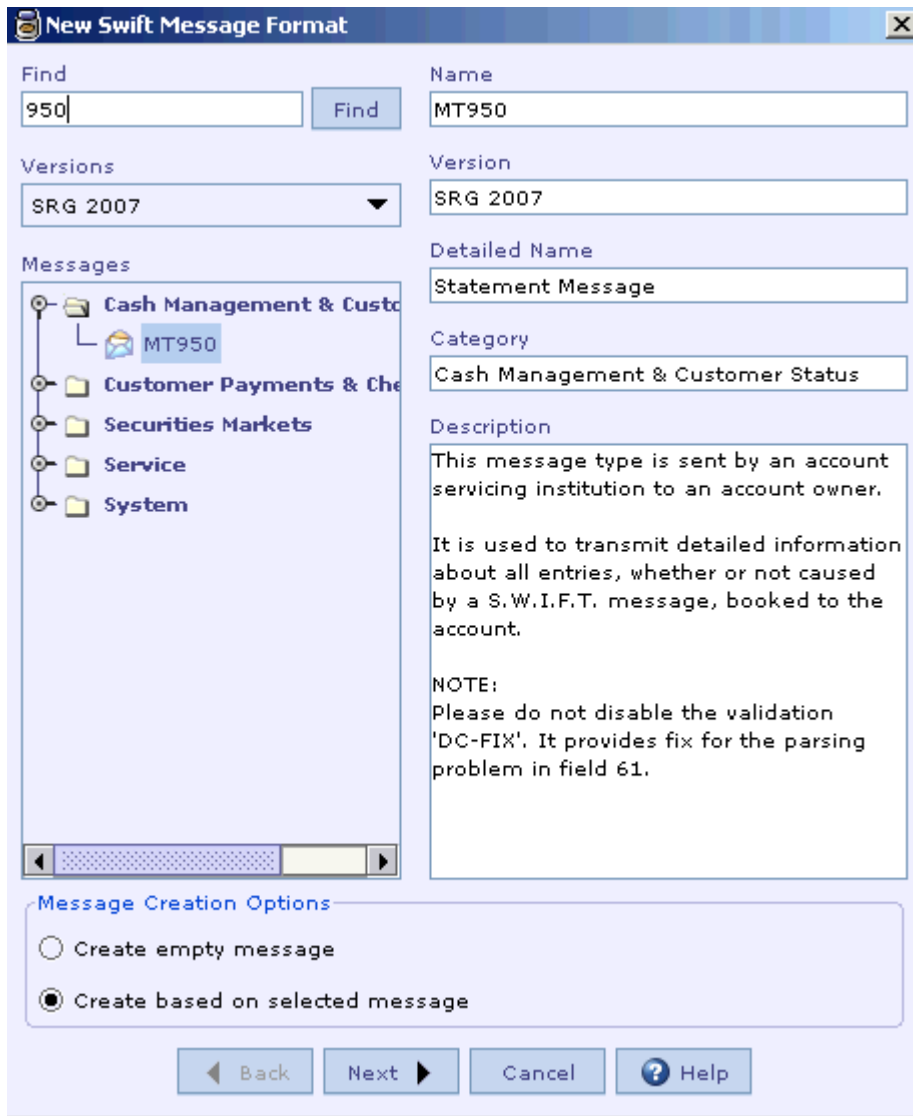 New Swift Message Format
Find
950
Find
Versions
SRG 2007
Messages
Cash Management & Custo
MT950
Customer Payments & Che
Securities Markets
Service
System
Name
MT950
Version
SRG 2007
Detailed Name
Statement Message
Category
Cash Management & Customer Status
Description
This message type is sent by an account
servicing institution to an account owner.
It is used to transmit detailed information
about all entries, whether or not caused
by a S.W.I.F.T. message, booked to the
account.
NOTE:
Please do not disable the validation
'DC-FIX'. It provides fix for the parsing
problem in field 61.
Message Creation Options
Create empty message
Create based on selected message
Back
Next
Cancel
? Help